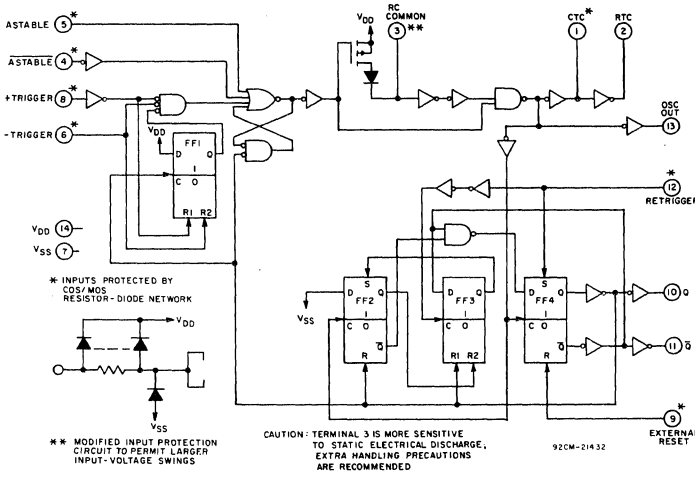 ASTABLE 5 *
ASTABLE 4 *
+TRIGGER 8 *
-TRIGGER 6 *
VDD
RC
COMMON
3 **
CTC *
1
RTC
2
OSC
OUT
13
VDD
D Q
FF1
1
C O
R1 R2
*
12
RETRIGGER
VDD 14
VSS 7
* INPUTS PROTECTED BY
COS/MOS
RESISTOR-DIODE NETWORK
VDD
VSS
** MODIFIED INPUT PROTECTION
CIRCUIT TO PERMIT LARGER
INPUT-VOLTAGE SWINGS
VSS
S
D Q
FF2
1
C O
Q
R
D Q
FF3
1
C O
R1 R2
S
D Q
FF4
1
C O
Q
R
10 Q
11 Q
*
9
EXTERNAL
RESET
CAUTION: TERMINAL 3 IS MORE SENSITIVE
TO STATIC ELECTRICAL DISCHARGE,
EXTRA HANDLING PRECAUTIONS
ARE RECOMMENDED
92CM-21432